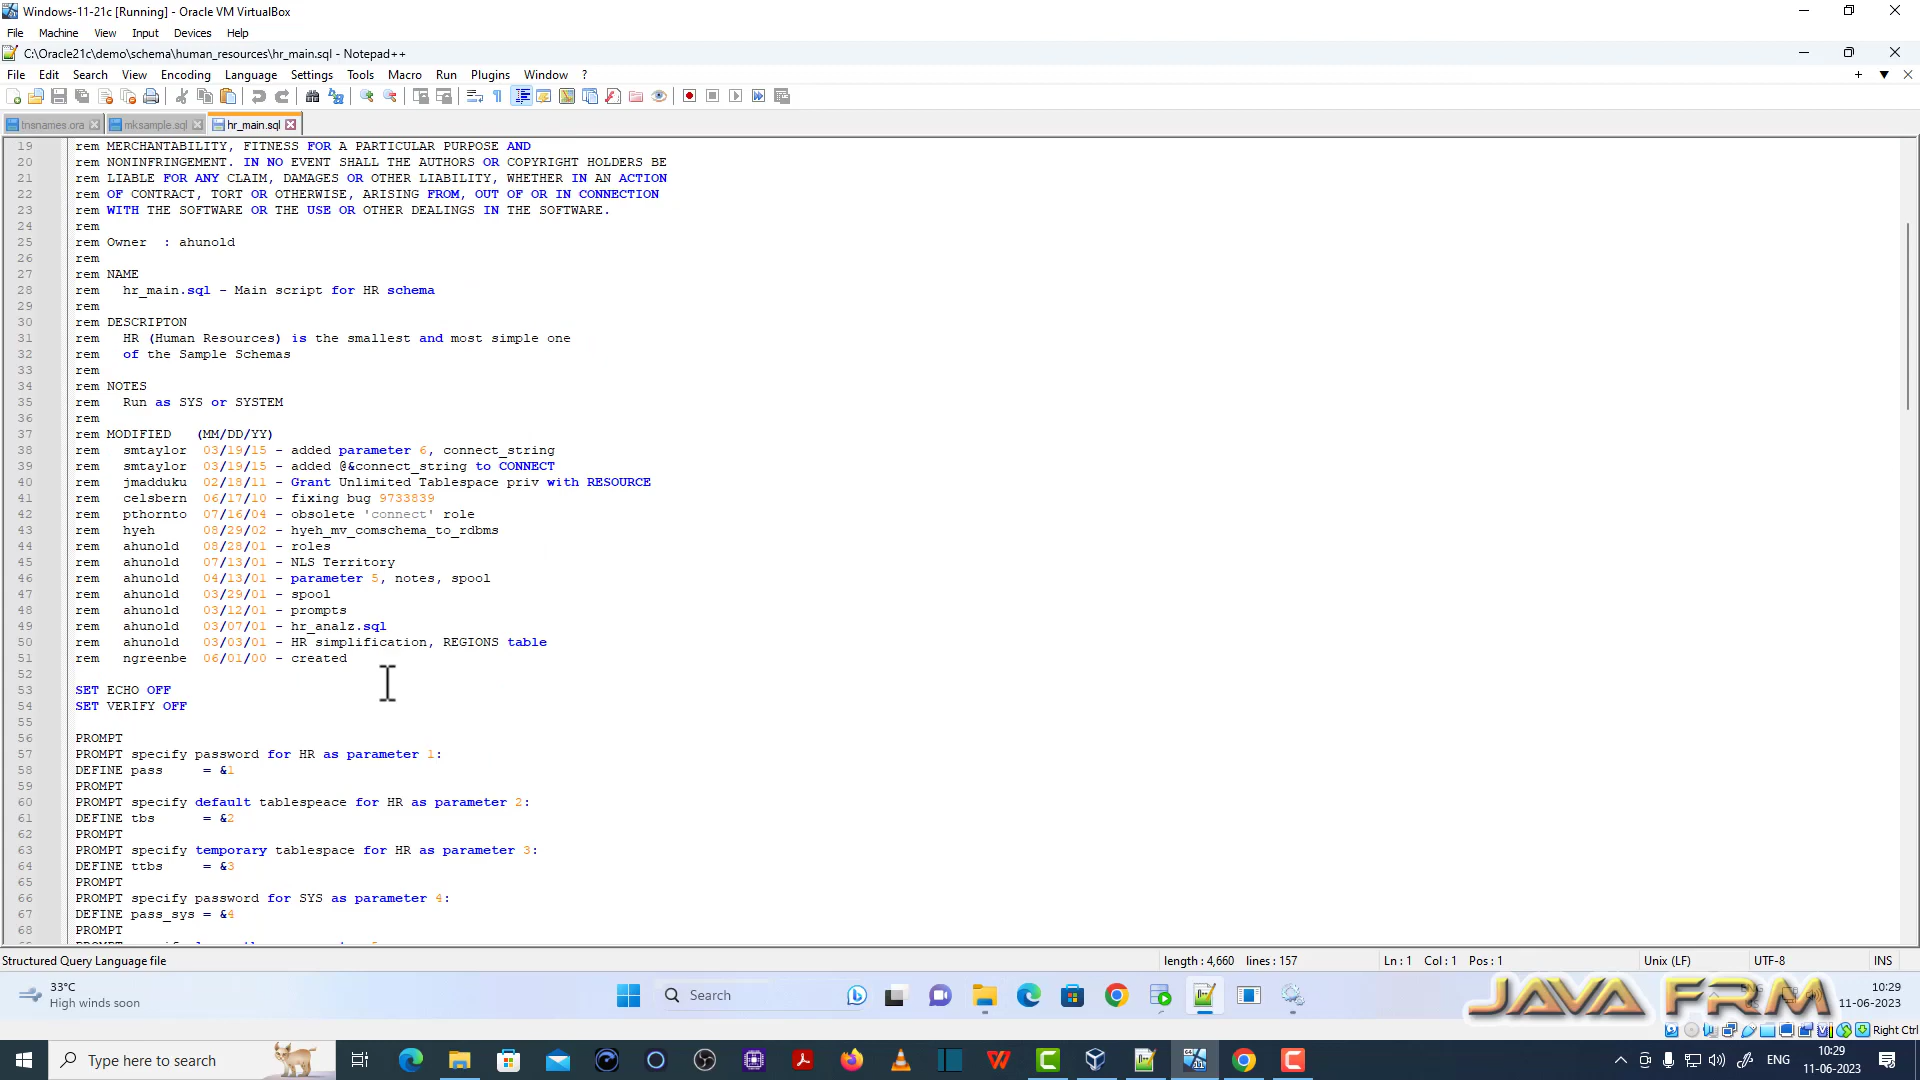 Windows-11-21c [Running] - Oracle VM VirtualBox
File Machine View Input Devices Help
C:\Oracle21c\demo\schema\human_resources\hr_main.sql - Notepad++
File Edit Search View Encoding Language Settings Tools Macro Run Plugins Window ?
tnsnames.ora mksample.sql hr_main.sql
19 rem MERCHANTABILITY, FITNESS FOR A PARTICULAR PURPOSE AND
20 rem NONINFRINGEMENT. IN NO EVENT SHALL THE AUTHORS OR COPYRIGHT HOLDERS BE
21 rem LIABLE FOR ANY CLAIM, DAMAGES OR OTHER LIABILITY, WHETHER IN AN ACTION
22 rem OF CONTRACT, TORT OR OTHERWISE, ARISING FROM, OUT OF OR IN CONNECTION
23 rem WITH THE SOFTWARE OR THE USE OR OTHER DEALINGS IN THE SOFTWARE.
24 rem
25 rem Owner  : ahunold
26 rem
27 rem NAME
28 rem   hr_main.sql - Main script for HR schema
29 rem
30 rem DESCRIPTON
31 rem   HR (Human Resources) is the smallest and most simple one
32 rem   of the Sample Schemas
33 rem
34 rem NOTES
35 rem   Run as SYS or SYSTEM
36 rem
37 rem MODIFIED   (MM/DD/YY)
38 rem   smtaylor  03/19/15 - added parameter 6, connect_string
39 rem   smtaylor  03/19/15 - added @&connect_string to CONNECT
40 rem   jmadduku  02/18/11 - Grant Unlimited Tablespace priv with RESOURCE
41 rem   celsbern  06/17/10 - fixing bug 9733839
42 rem   pthornto  07/16/04 - obsolete 'connect' role
43 rem   hyeh      08/29/02 - hyeh_mv_comschema_to_rdbms
44 rem   ahunold   08/28/01 - roles
45 rem   ahunold   07/13/01 - NLS Territory
46 rem   ahunold   04/13/01 - parameter 5, notes, spool
47 rem   ahunold   03/29/01 - spool
48 rem   ahunold   03/12/01 - prompts
49 rem   ahunold   03/07/01 - hr_analz.sql
50 rem   ahunold   03/03/01 - HR simplification, REGIONS table
51 rem   ngreenbe  06/01/00 - created
52
53 SET ECHO OFF
54 SET VERIFY OFF
55
56 PROMPT
57 PROMPT specify password for HR as parameter 1:
58 DEFINE pass     = &1
59 PROMPT
60 PROMPT specify default tablespeace for HR as parameter 2:
61 DEFINE tbs      = &2
62 PROMPT
63 PROMPT specify temporary tablespace for HR as parameter 3:
64 DEFINE ttbs     = &3
65 PROMPT
66 PROMPT specify password for SYS as parameter 4:
67 DEFINE pass_sys = &4
68 PROMPT
Structured Query Language file length : 4,660 lines : 157 Ln : 1 Col : 1 Pos : 1 Unix (LF) UTF-8 INS
33°C
High winds soon
Search
JAVA FRM
10:29
11-06-2023
Right Ctrl
Type here to search
ENG
10:29
11-06-2023